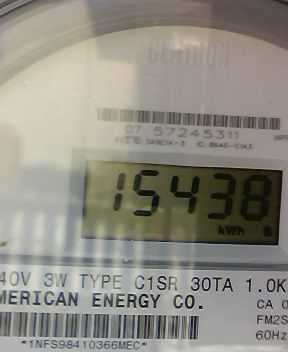 07 57245311
15438
kWh
40V 3W TYPE C1SR 30TA 1.0K
MERICAN ENERGY CO.
CA 0
FM2S
60Hz
*1NFS98410366MEC*